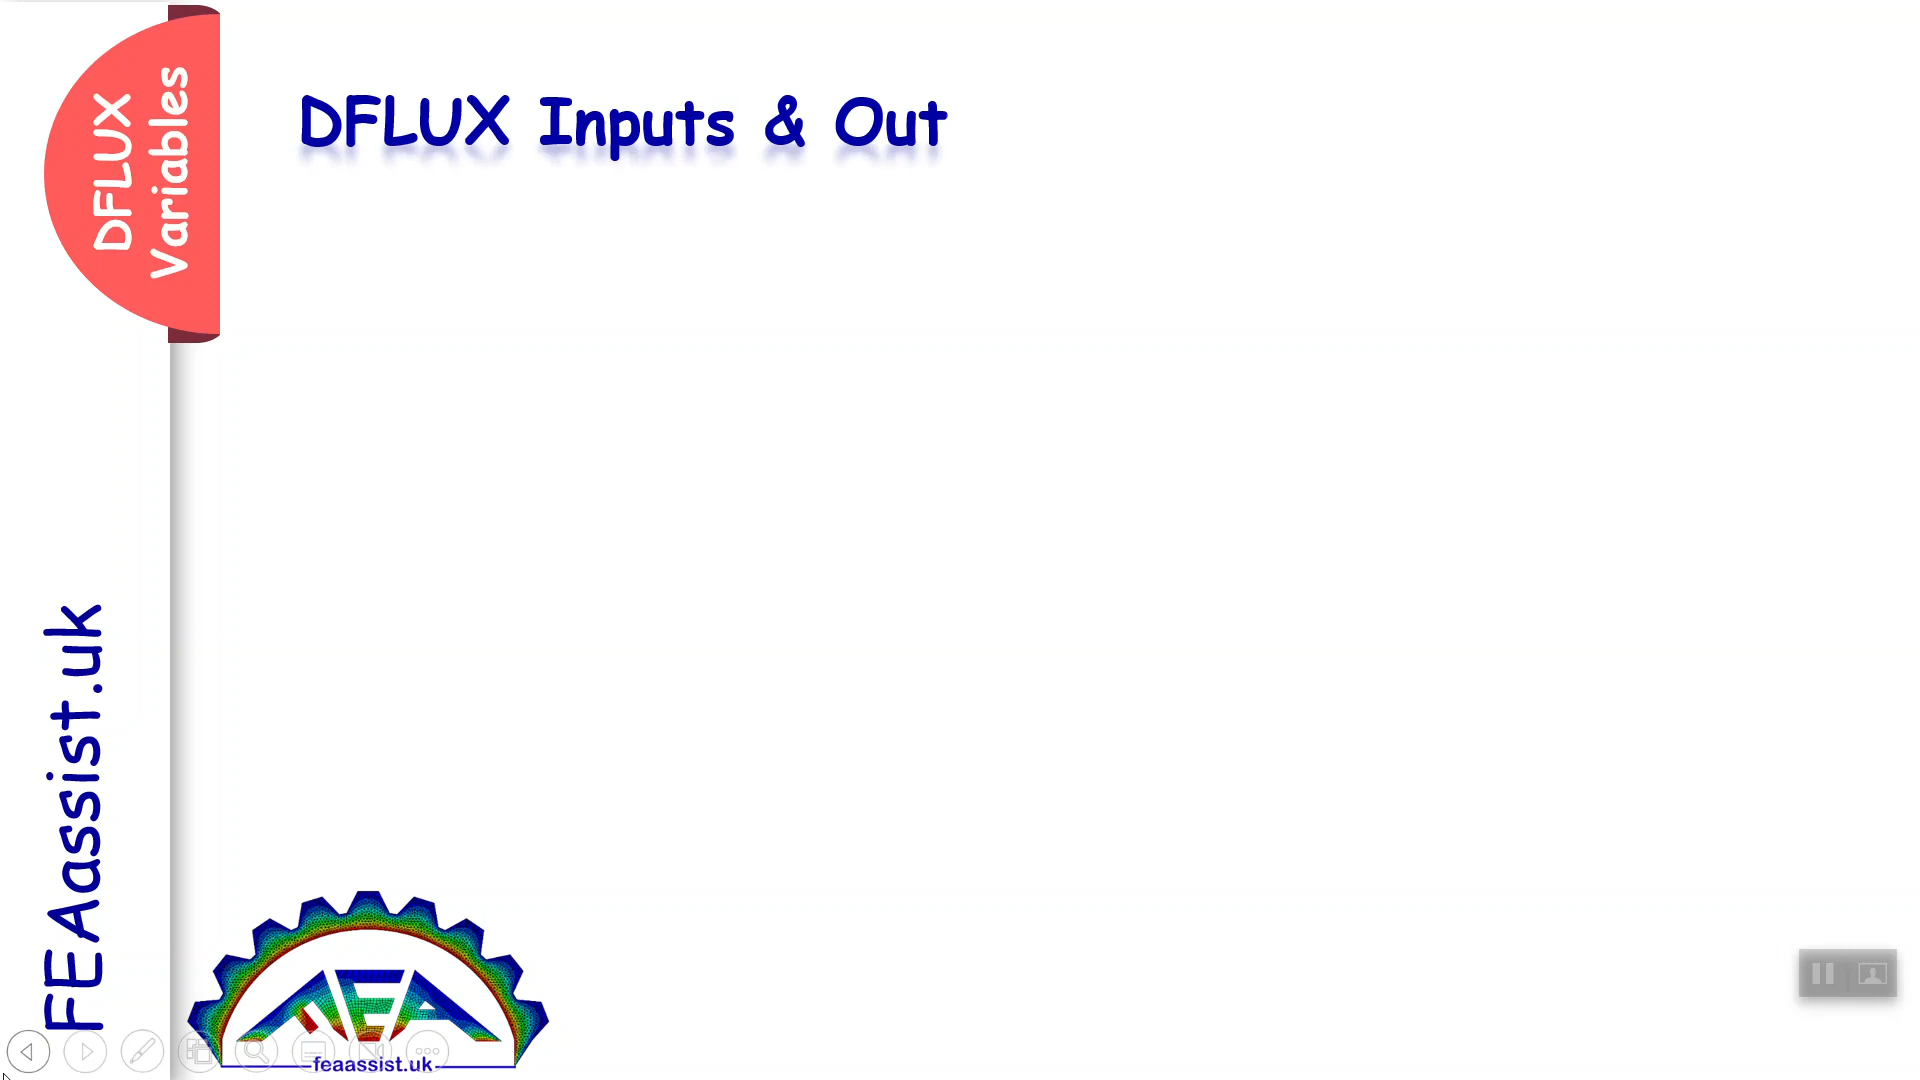 DFLUX
Variables
DFLUX Inputs & Out
FEAassist.uk
FEA
feaassist.uk